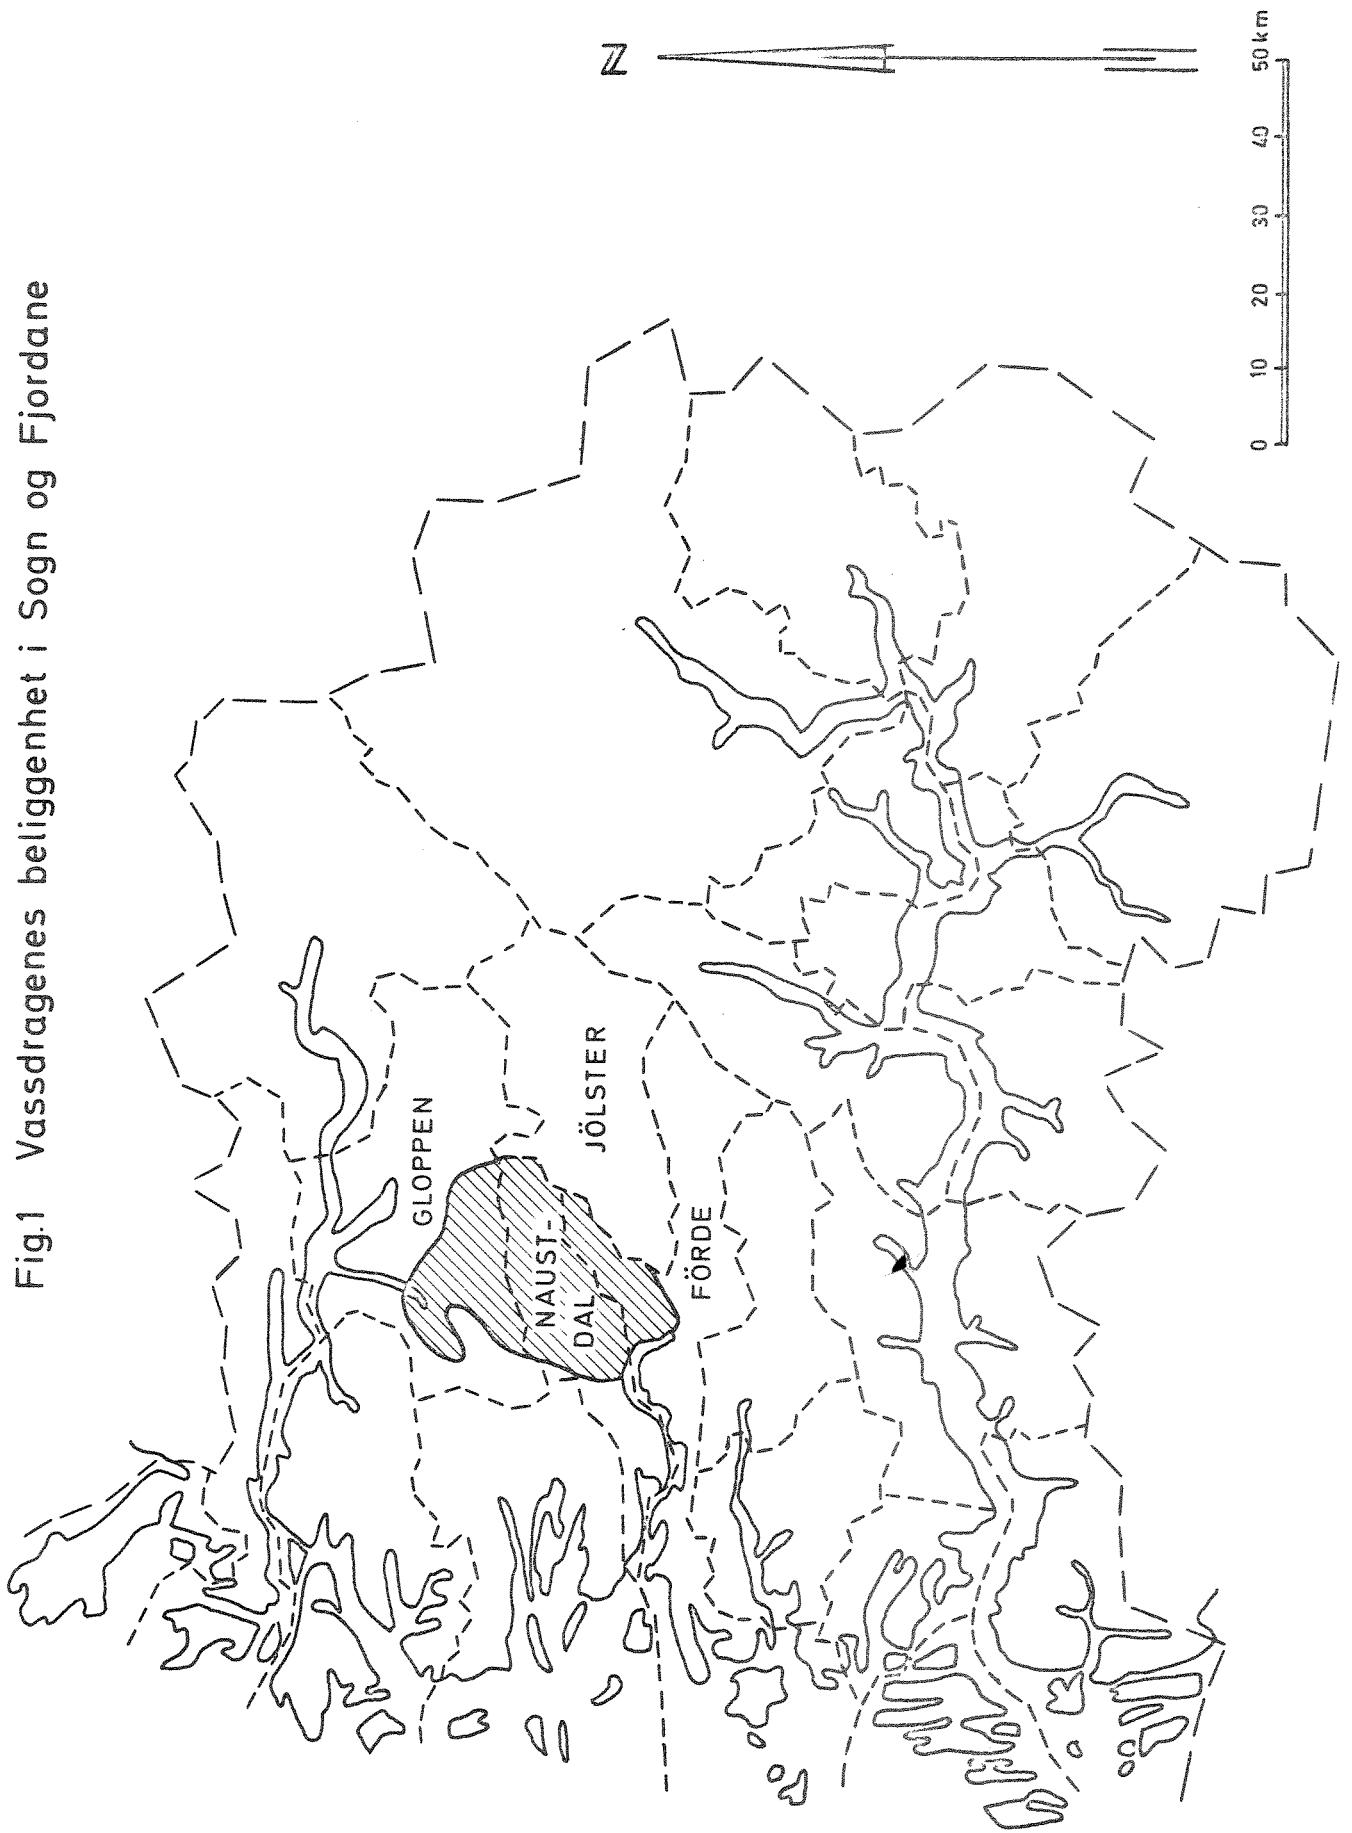 Fig.1 Vassdragenes beliggenhet i Sogn og Fjordane
N
GLOPPEN
JÖLSTER
NAUST-
DAL
FÖRDE
0 10 20 30 40 50 km